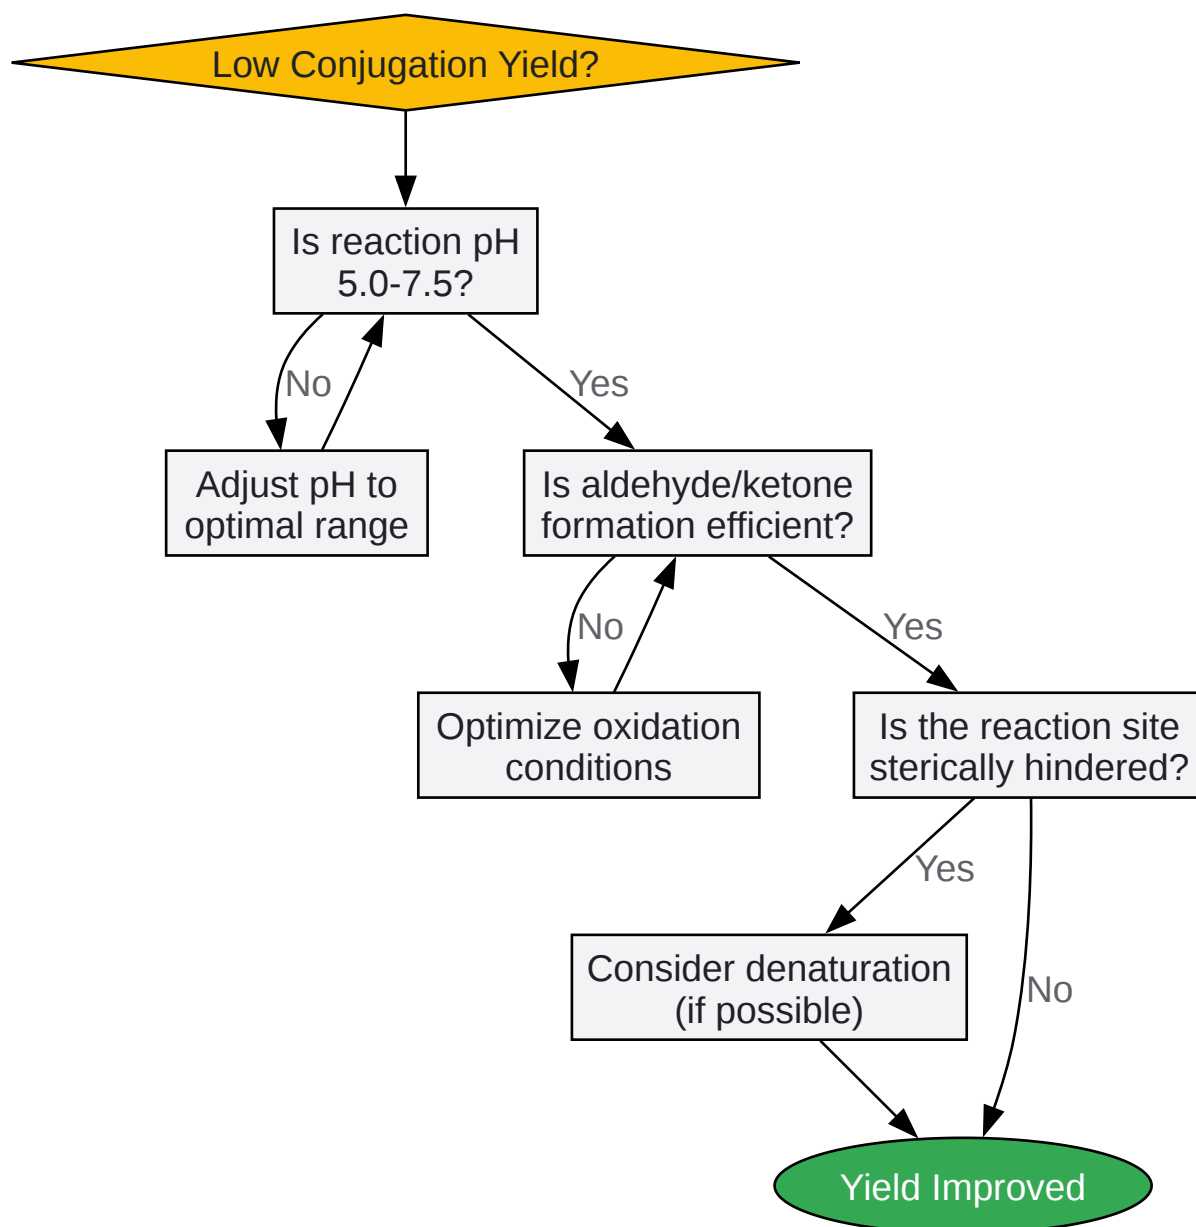 Low Conjugation Yield?
Is reaction pH
5.0-7.5?
No
Yes
Adjust pH to
optimal range
Is aldehyde/ketone
formation efficient?
No
Yes
Optimize oxidation
conditions
Is the reaction site
sterically hindered?
Yes
Consider denaturation
(if possible)
No
Yield Improved